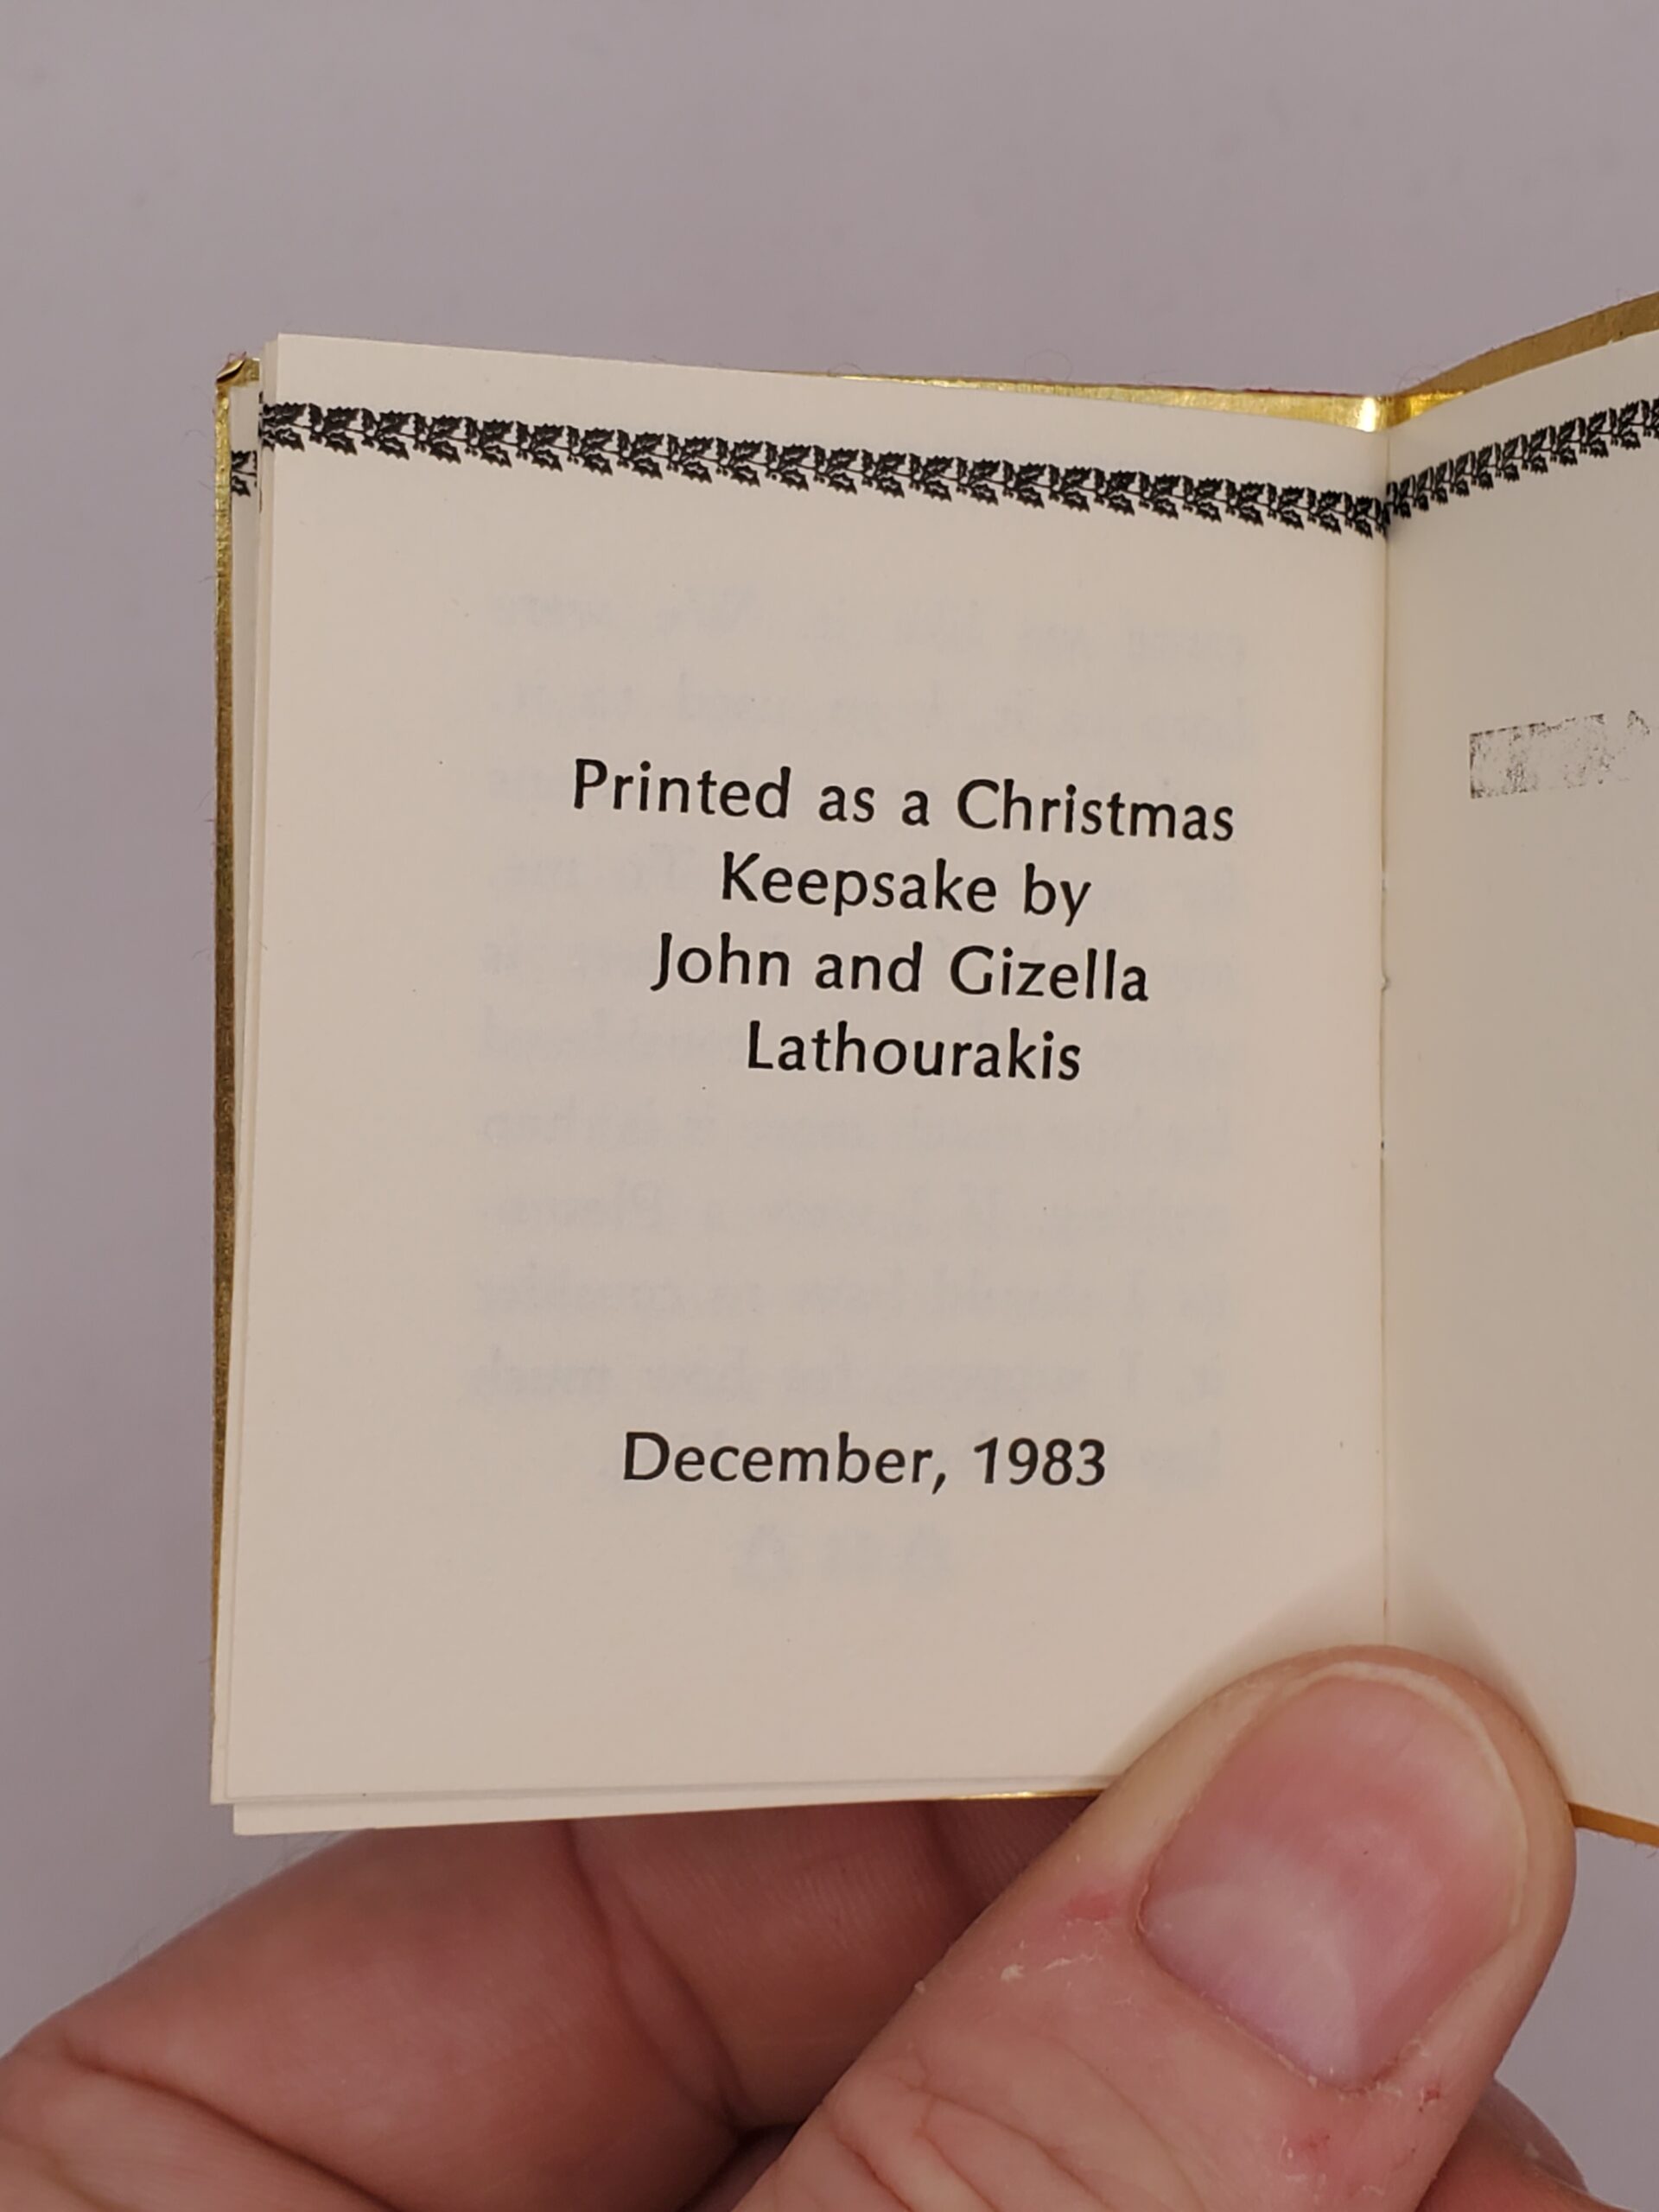 Printed as a Christmas
Keepsake by
John and Gizella
Lathourakis
December, 1983